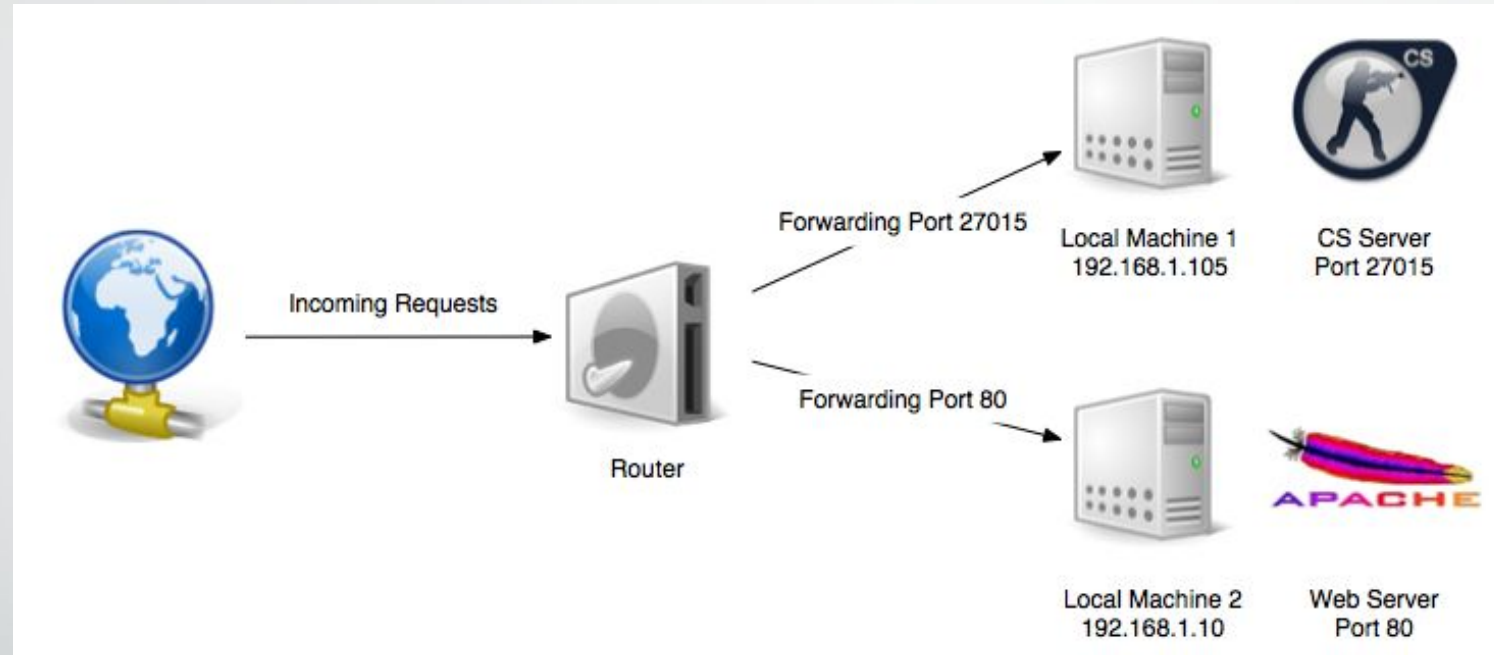 CS
Forwarding Port 27015
Local Machine 1
192.168.1.105
CS Server
Port 27015
Incoming Requests
Router
Forwarding Port 80
APACHE
Local Machine 2
192.168.1.10
Web Server
Port 80